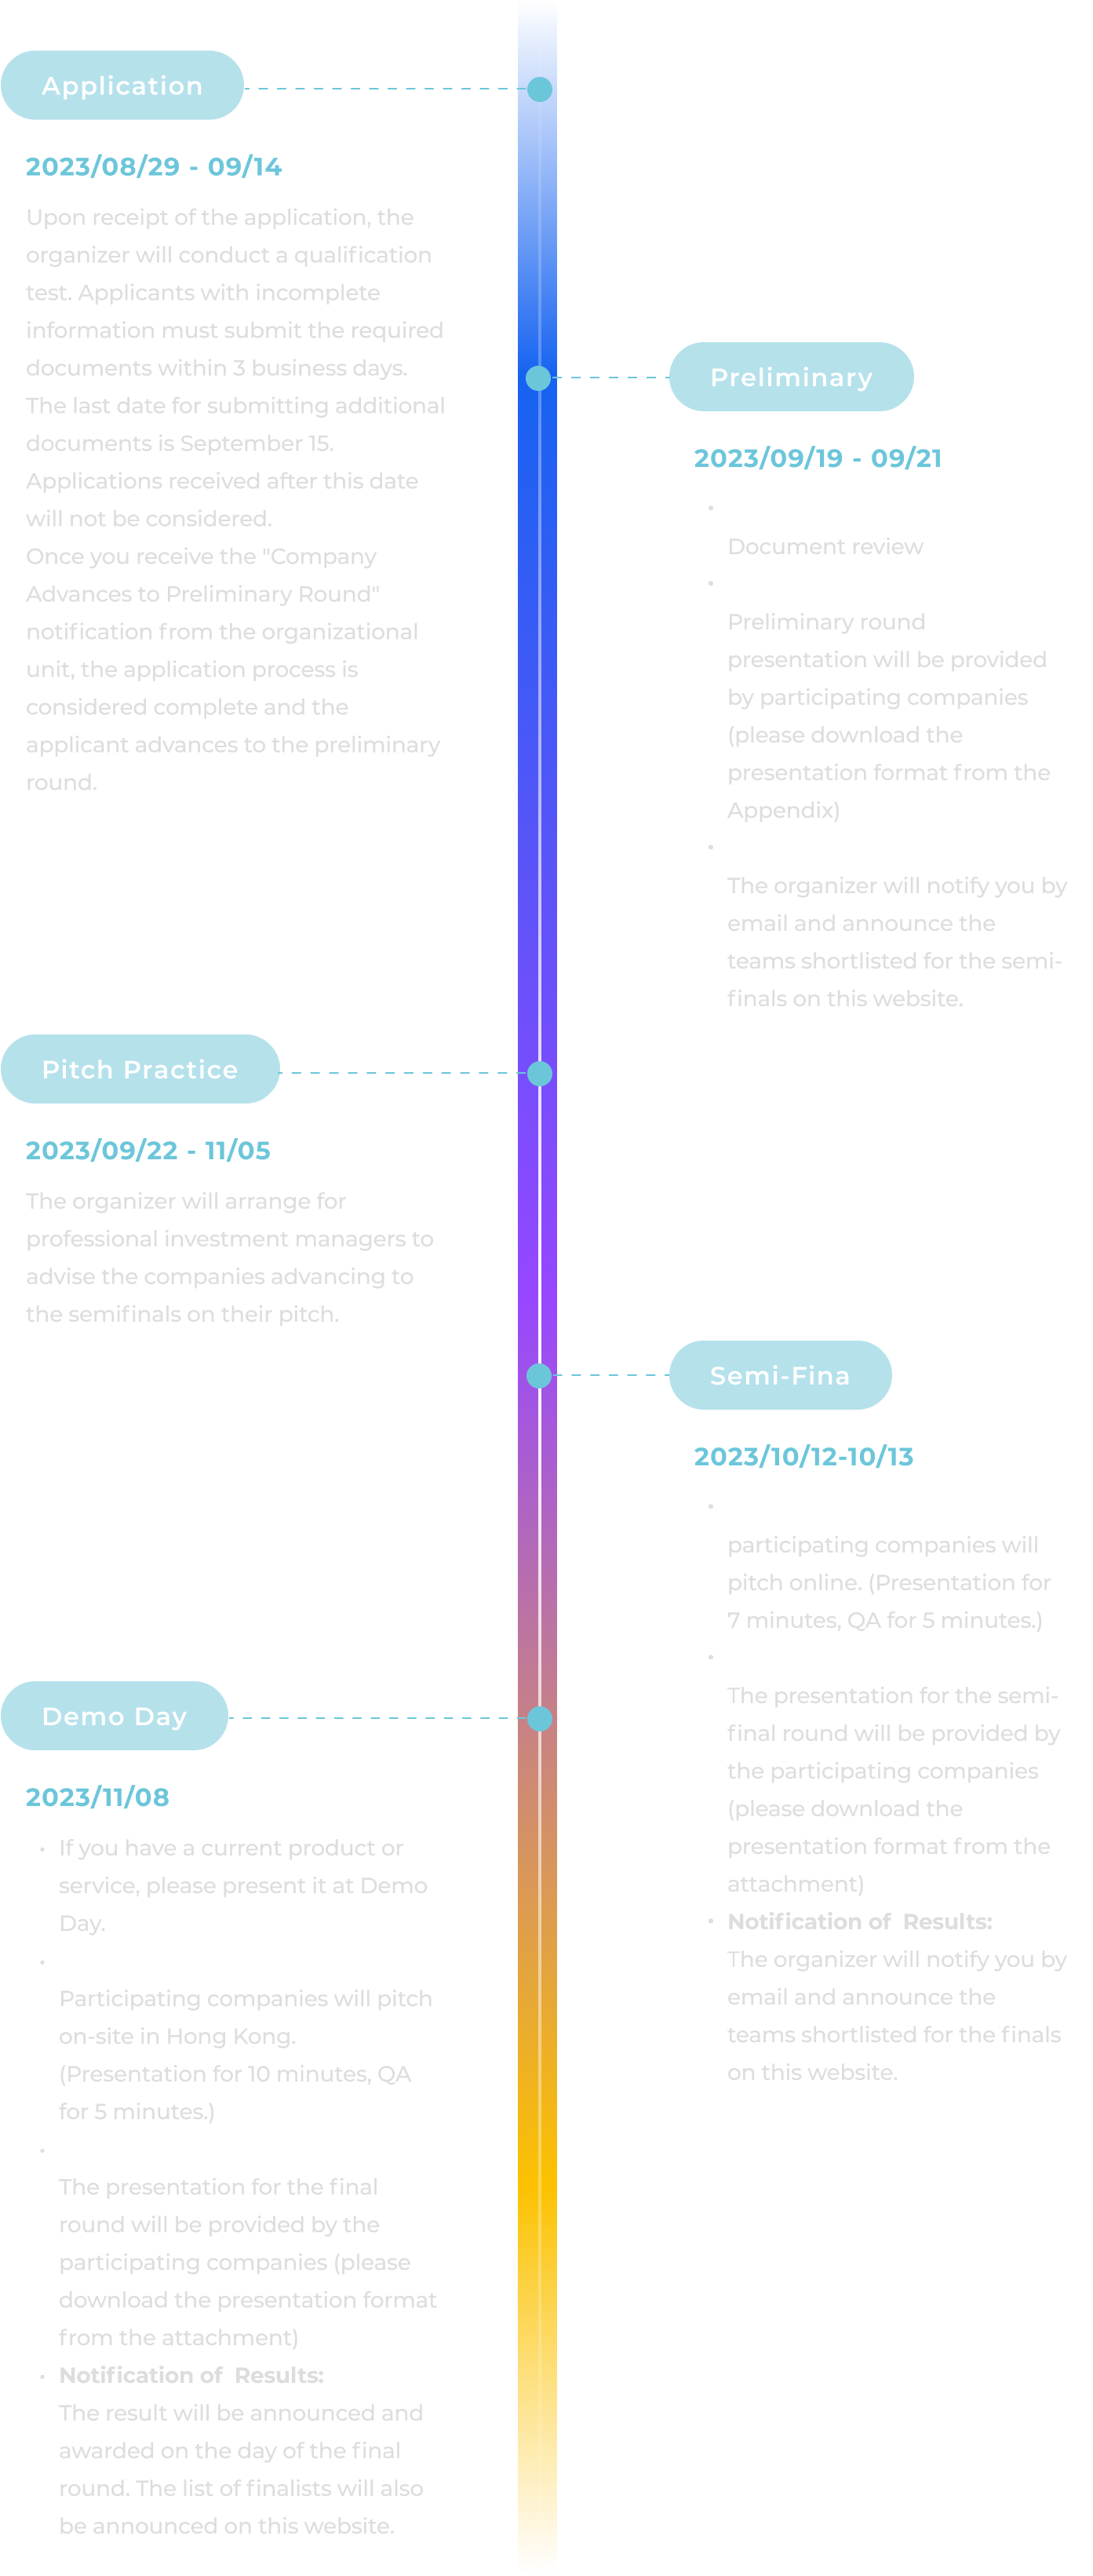 Application
2023/08/29 - 09/14
Upon receipt of the application, the
organizer will conduct a qualification
test. Applicants with incomplete
information must submit the required
documents within 3 business days.
The last date for submitting additional
documents is September 15.
Applications received after this date
will not be considered.
Once you receive the "Company
Advances to Preliminary Round"
notification from the organizational
unit, the application process is
considered complete and the
applicant advances to the preliminary
round.
Preliminary
2023/09/19 - 09/21
•
Document review
•
Preliminary round
presentation will be provided
by participating companies
(please download the
presentation format from the
Appendix)
•
The organizer will notify you by
email and announce the
teams shortlisted for the semi-
finals on this website.
Pitch Practice
2023/09/22 - 11/05
The organizer will arrange for
professional investment managers to
advise the companies advancing to
the semifinals on their pitch.
Semi-Fina
2023/10/12-10/13
•
participating companies will
pitch online. (Presentation for
7 minutes, QA for 5 minutes.)
•
The presentation for the semi-
final round will be provided by
the participating companies
(please download the
presentation format from the
attachment)
• Notification of Results:
The organizer will notify you by
email and announce the
teams shortlisted for the finals
on this website.
Demo Day
2023/11/08
• If you have a current product or
service, please present it at Demo
Day.
•
Participating companies will pitch
on-site in Hong Kong.
(Presentation for 10 minutes, QA
for 5 minutes.)
•
The presentation for the final
round will be provided by the
participating companies (please
download the presentation format
from the attachment)
• Notification of Results:
The result will be announced and
awarded on the day of the final
round. The list of finalists will also
be announced on this website.